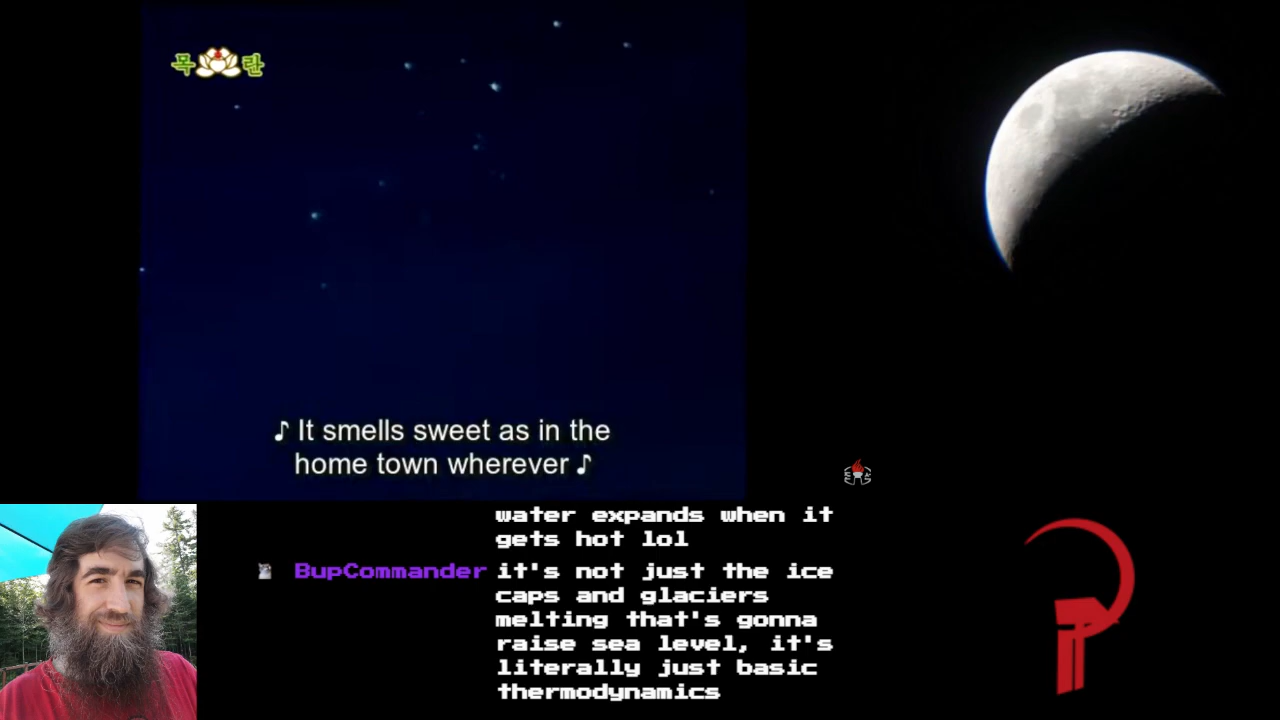 목란
♪ It smells sweet as in the
home town wherever ♪
water expands when it
gets hot lol
BupCommander it's not just the ice
caps and glaciers
melting that's gonna
raise sea level, it's
literally just basic
thermodynamics